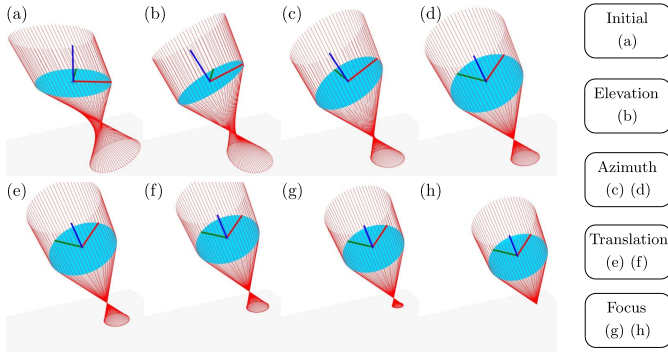 (a)
(b)
(c)
(d)
(e)
(f)
(g)
(h)
Initial
(a)
Elevation
(b)
Azimuth
(c) (d)
Translation
(e) (f)
Focus
(g) (h)